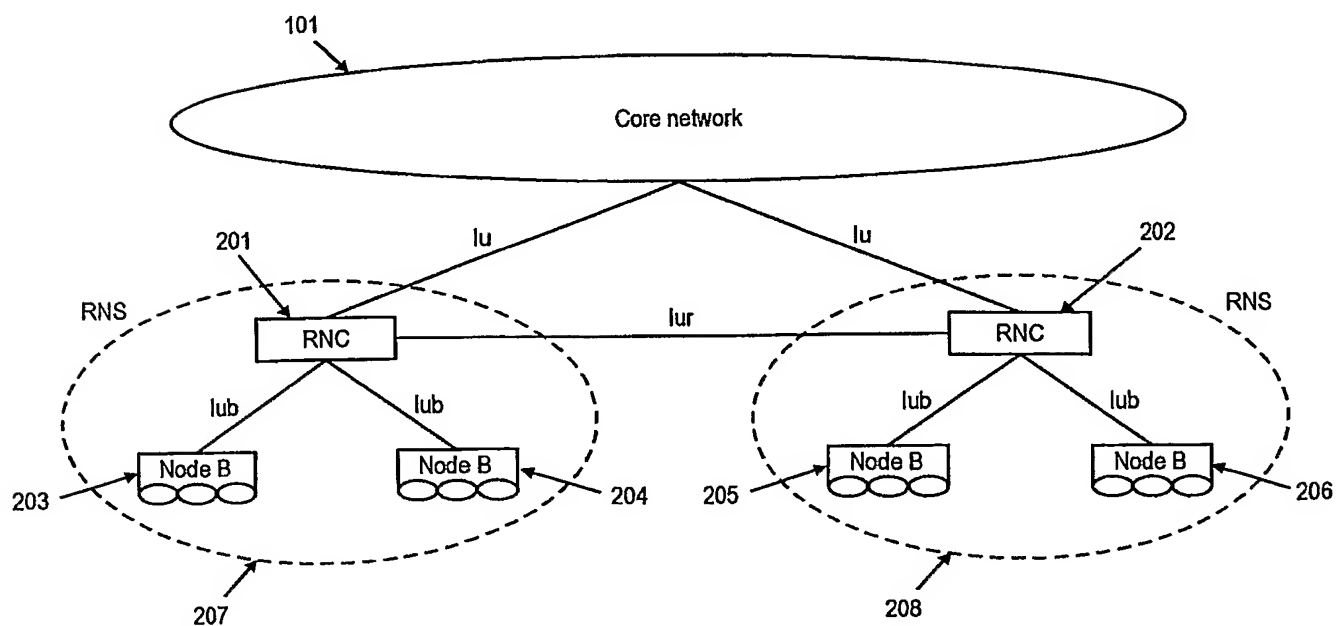 101
Core network
Iu
Iu
201
202
RNS
RNS
RNC
Iur
RNC
Iub
Iub
Iub
Iub
Node B
Node B
Node B
Node B
203
204
205
206
207
208